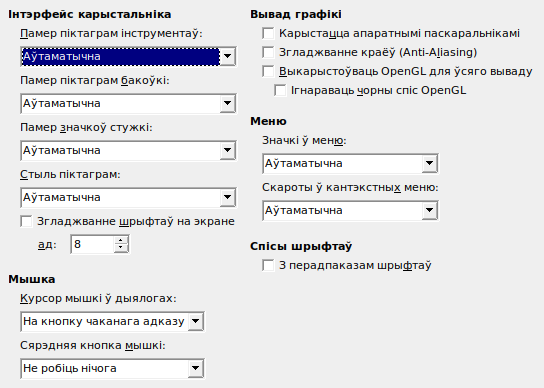 Інтэрфейс карыстальніка
Памер піктаграм інструментаў:
Аўтаматычна
Памер піктаграм бакоўкі:
Аўтаматычна
Памер значкоў стужкі:
Аўтаматычна
Стыль піктаграм:
Аўтаматычна
Згладжванне шрыфтаў на экране
ад: 8
Мышка
Курсор мышкі ў дыялогах:
На кнопку чаканага адказу
Сярэдняя кнопка мышкі:
Не робіць нічога
Вывад графікі
Карыстацца апаратнымі паскаральнікамі
Згладжванне краёў (Anti-Aliasing)
Выкарыстоўваць OpenGL для ўсяго вываду
Ігнараваць чорны спіс OpenGL
Меню
Значкі ў меню:
Аўтаматычна
Скароты ў кантэкстных меню:
Аўтаматычна
Спісы шрыфтаў
З перадпаказам шрыфтаў